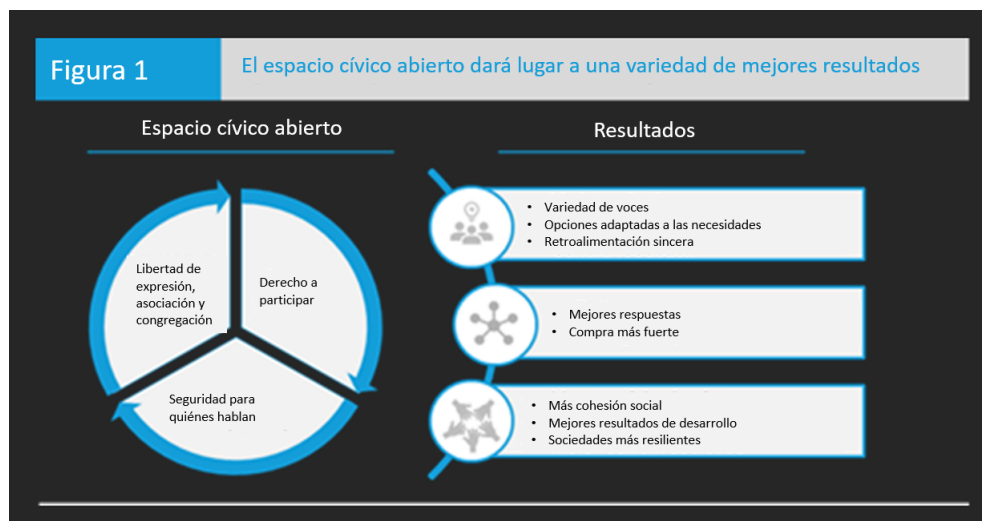 Figura 1
El espacio cívico abierto dará lugar a una variedad de mejores resultados
Espacio cívico abierto
Libertad de
expresión,
asociación y
congregación
Derecho a
participar
Seguridad para
quiénes hablan
Resultados
• Variedad de voces
• Opciones adaptadas a las necesidades
• Retroalimentación sincera
• Mejores respuestas
• Compra más fuerte
• Más cohesión social
• Mejores resultados de desarrollo
• Sociedades más resilientes